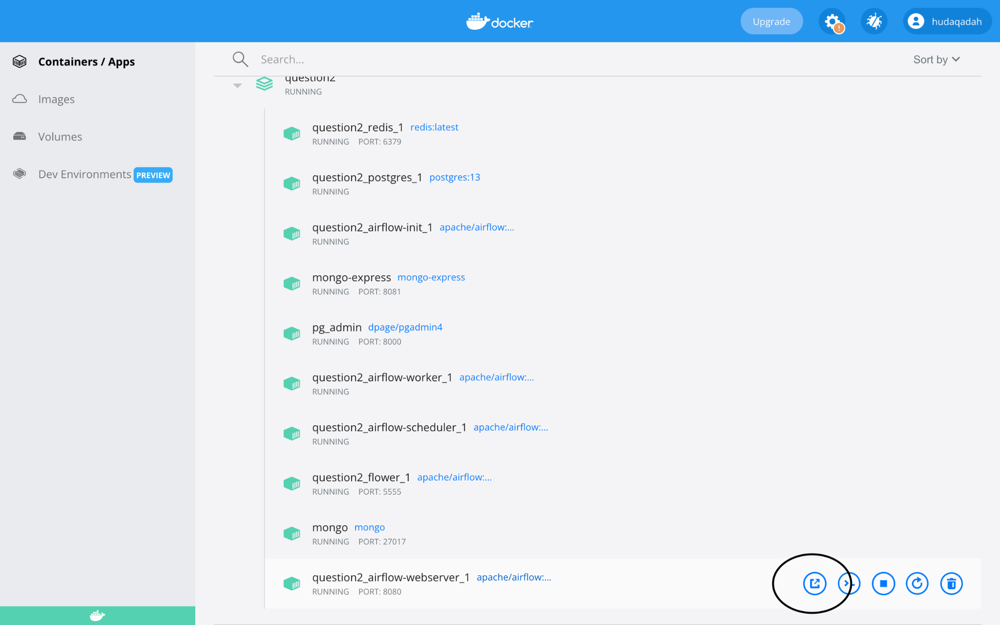 docker
Upgrade
hudaqadah
Containers / Apps
Images
Volumes
Dev Environments PREVIEW
Search...
Sort by
question2
RUNNING
question2_redis_1 redis:latest
RUNNING PORT: 6379
question2_postgres_1 postgres:13
RUNNING
question2_airflow-init_1 apache/airflow:...
RUNNING
mongo-express mongo-express
RUNNING PORT: 8081
pg_admin dpage/pgadmin4
RUNNING PORT: 8000
question2_airflow-worker_1 apache/airflow:...
RUNNING
question2_airflow-scheduler_1 apache/airflow:...
RUNNING
question2_flower_1 apache/airflow:...
RUNNING PORT: 5555
mongo mongo
RUNNING PORT: 27017
question2_airflow-webserver_1 apache/airflow:...
RUNNING PORT: 8080